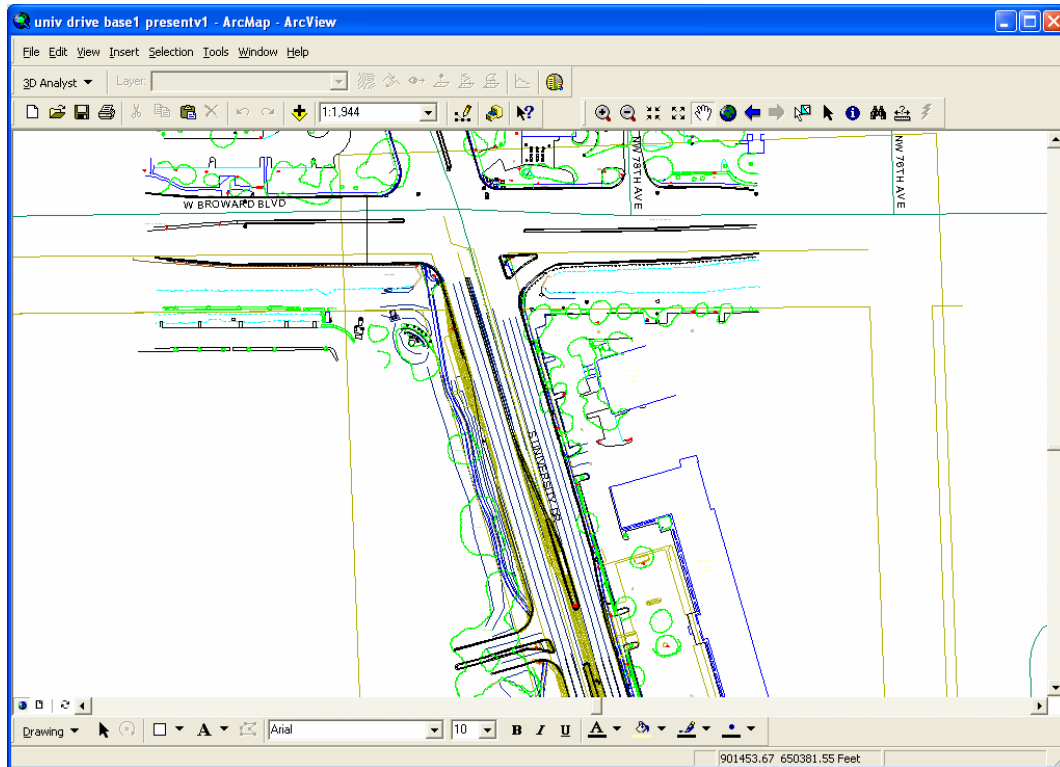 univ drive base1 presentv1 - ArcMap - ArcView
File Edit View Insert Selection Tools Window Help
3D Analyst Layer:
1:1,944
W BROWARD BLVD
NW 78TH AVE
NW 76TH AVE
S UNIVERSITY DR
Drawing A Arial 10 B I U A
901453.67 650381.55 Feet